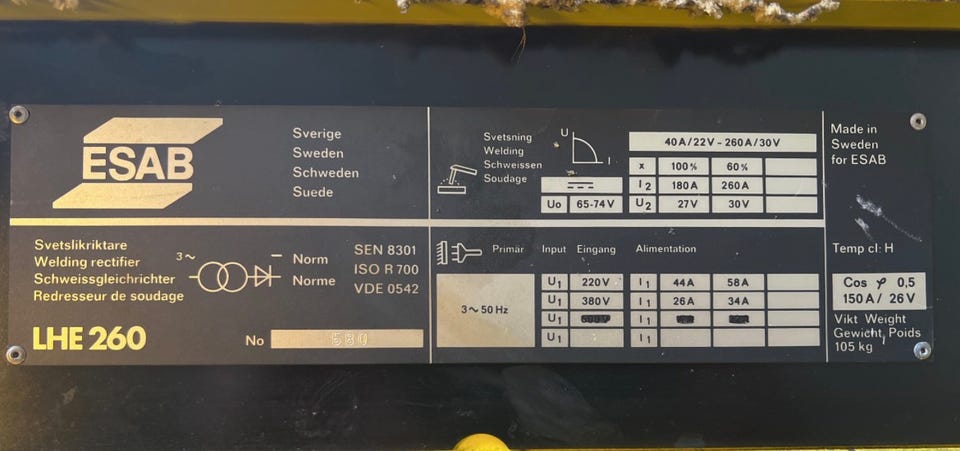 ESAB
Sverige
Sweden
Schweden
Suede
Svetslikriktare
Welding rectifier
Schweissgleichrichter
Redresseur de soudage
3~
Norm
Norme
SEN 8301
ISO R 700
VDE 0542
LHE 260
No 580
Svetsning
Welding
Schweissen
Soudage
U
I
40A/22V - 260A/30V
x 100% 60%
I2 180A 260A
Uo 65-74V U2 27V 30V
Primär Input Eingang Alimentation
3~50 Hz
U1 220V I1 44A 58A
U1 380V I1 26A 34A
U1 I1
U1 I1
Made in
Sweden
for ESAB
Temp cl: H
Cos φ 0,5
150A/ 26V
Vikt Weight
Gewicht, Poids
105 kg